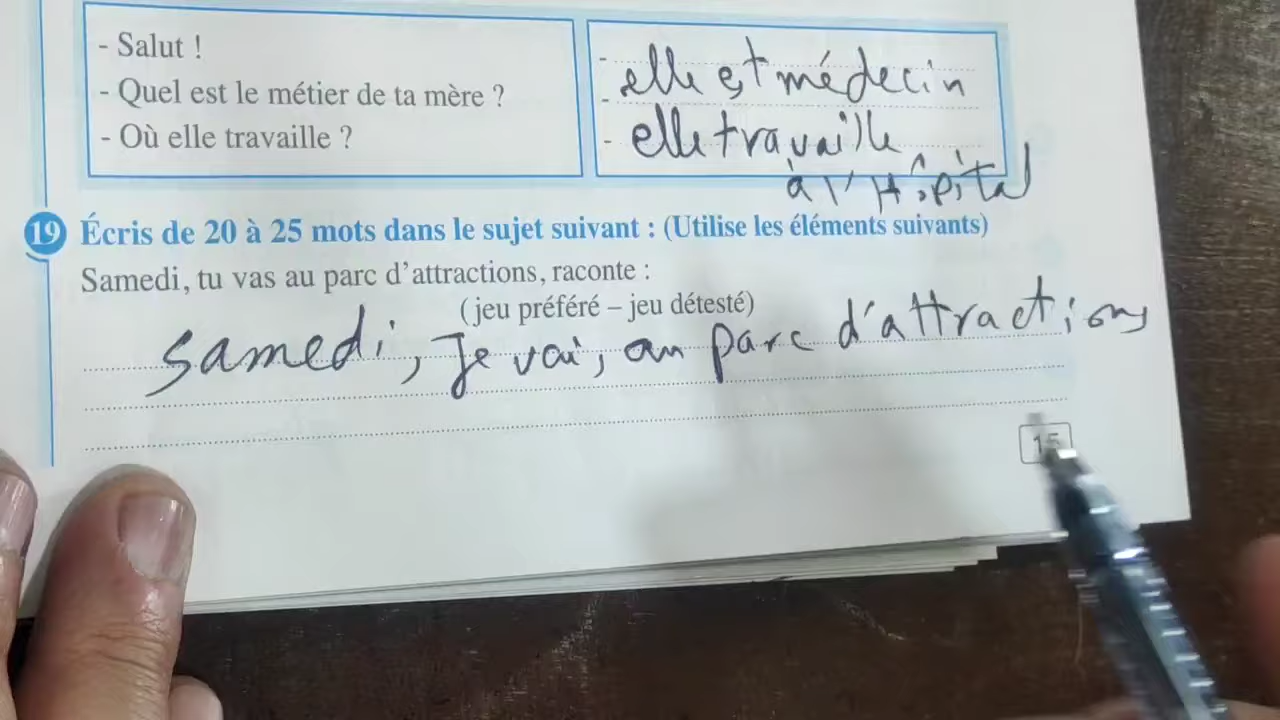 - Salut !
- Quel est le métier de ta mère ?
- Où elle travaille ?
- elle est médecin
-
- elle travaille
à l'Hôpital
19 Écris de 20 à 25 mots dans le sujet suivant : (Utilise les éléments suivants)
Samedi, tu vas au parc d'attractions, raconte :
(jeu préféré – jeu détesté)
samedi, Je vais au parc d'attractions
15